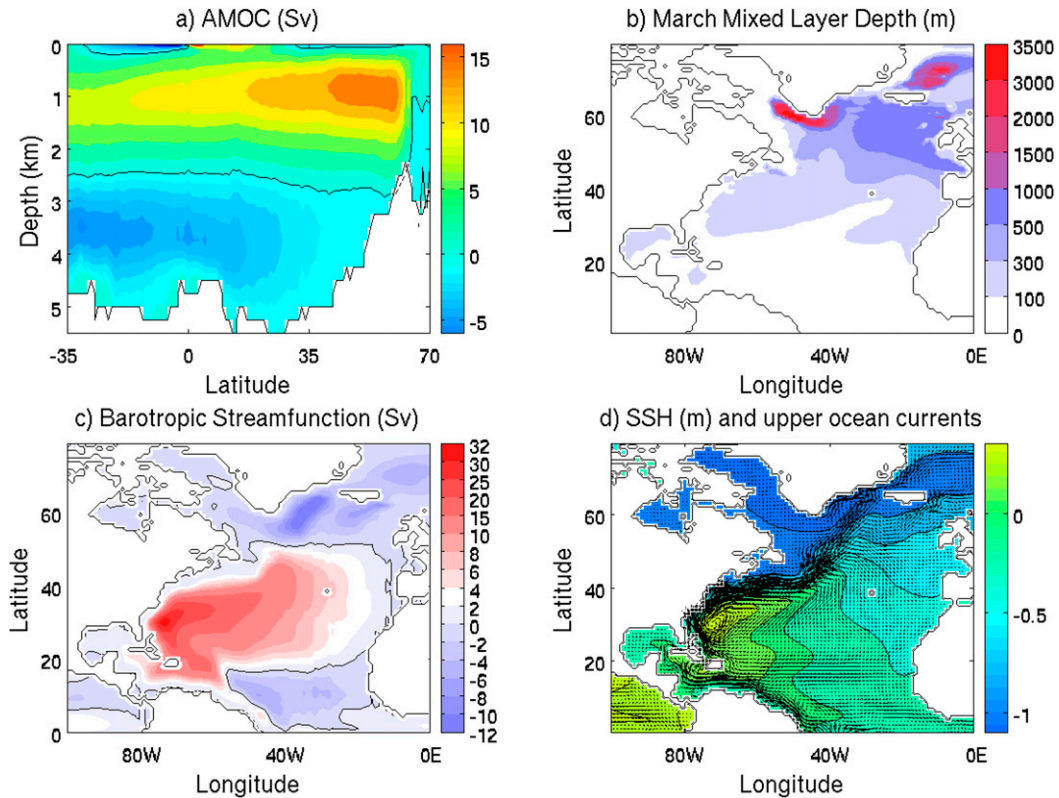 a) AMOC (Sv)
0
1
2
3
4
5
Depth (km)
-35
0
35
70
Latitude
15
10
5
0
-5
b) March Mixed Layer Depth (m)
60
40
20
Latitude
80W
40W
0E
Longitude
3500
3000
2000
1500
1000
500
300
100
0
c) Barotropic Streamfunction (Sv)
60
40
20
0
Latitude
80W
40W
0E
Longitude
32
25
20
15
10
8
6
4
2
0
-2
-4
-6
-8
-10
-12
d) SSH (m) and upper ocean currents
60
40
20
Latitude
80W
40W
0E
Longitude
0
-0.5
-1